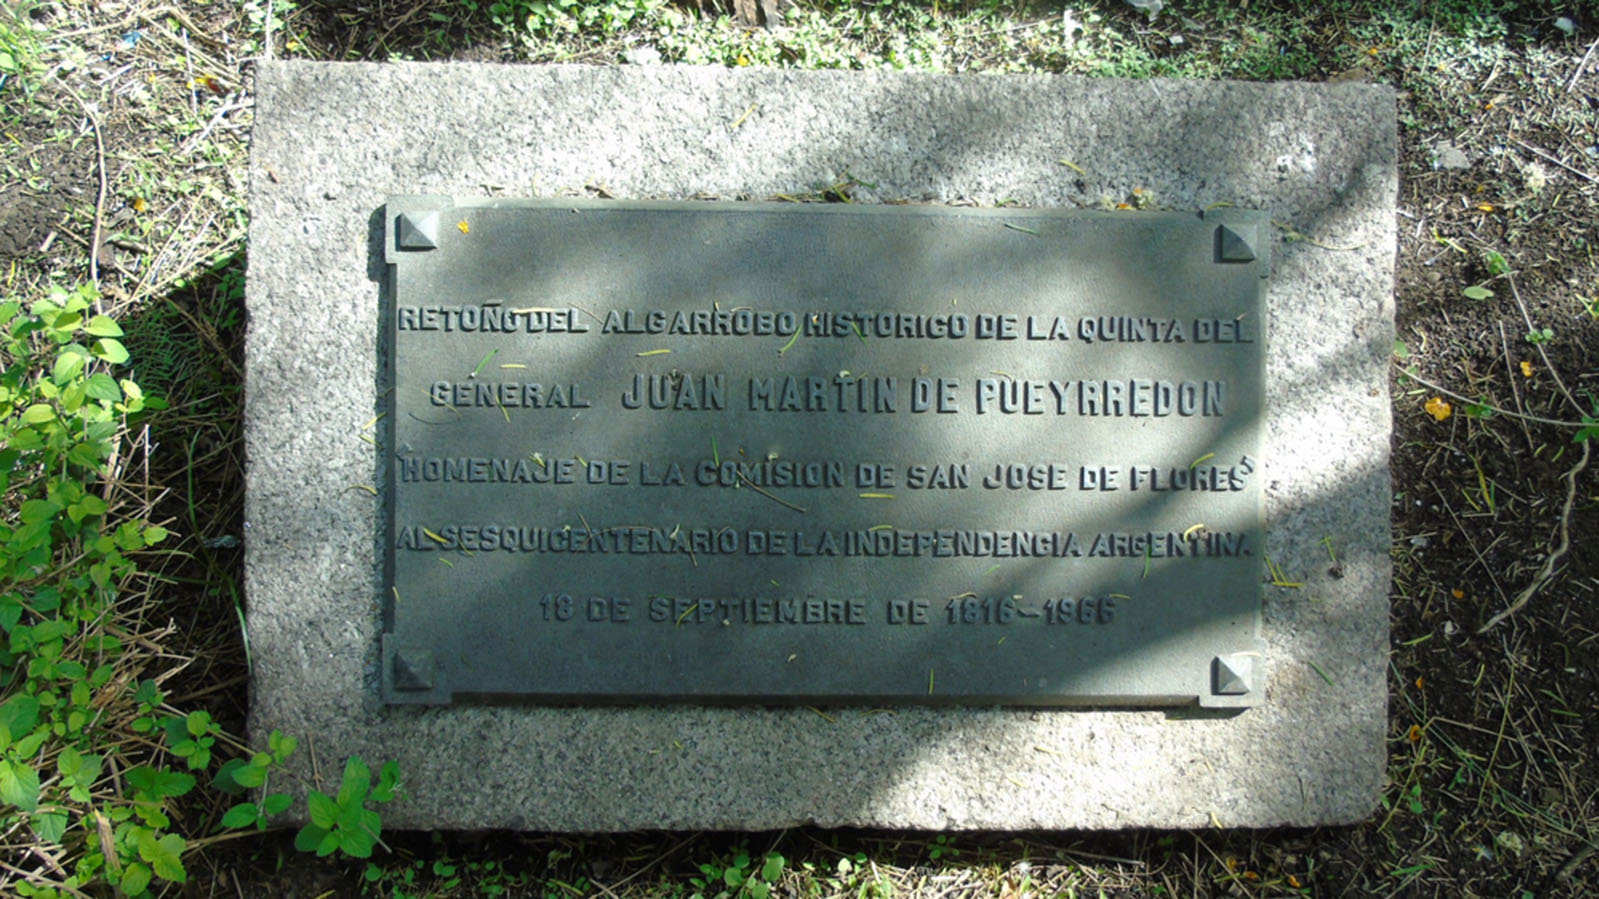 RETOÑO DEL ALGARROBO HISTORICO DE LA QUINTA DEL
GENERAL JUAN MARTIN DE PUEYRREDON
"HOMENAJE DE LA COMISION DE SAN JOSE DE FLORES"
AL SESQUICENTENARIO DE LA INDEPENDENCIA ARGENTINA
18 DE SEPTIEMBRE DE 1816-1966